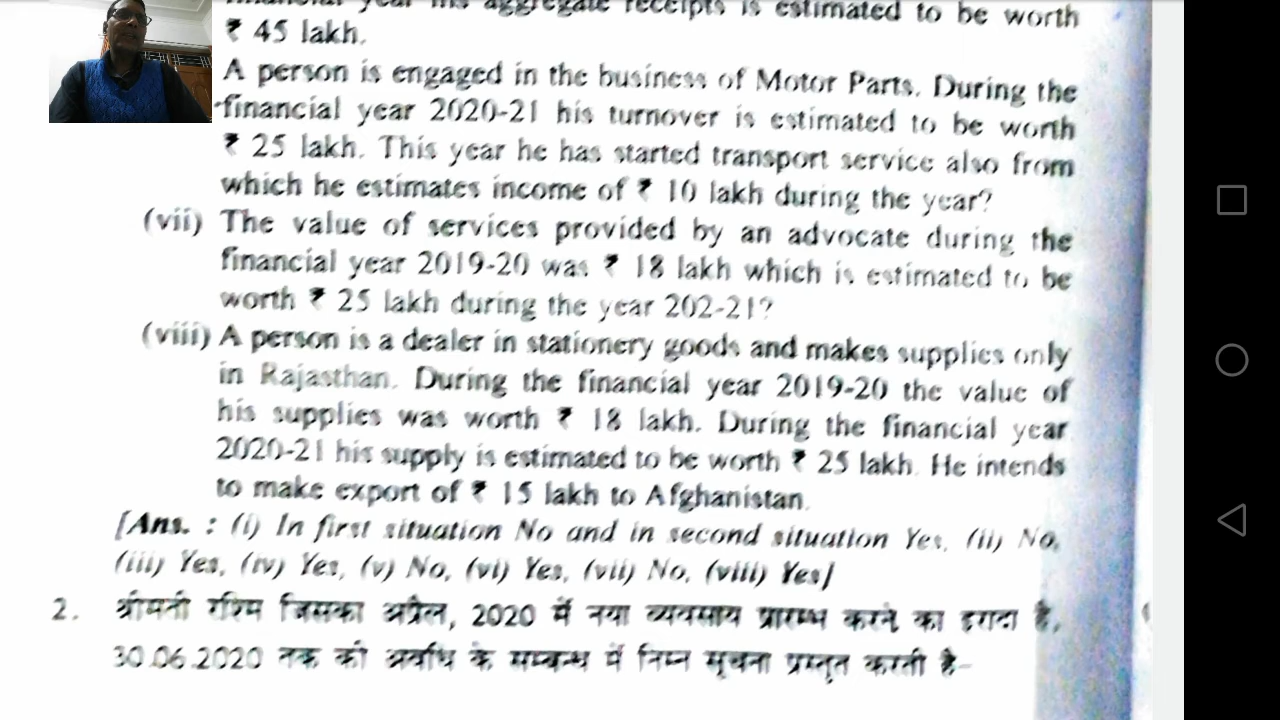 financial year his aggregate receipts is estimated to be worth
₹ 45 lakh.
A person is engaged in the business of Motor Parts. During the
financial year 2020-21 his turnover is estimated to be worth
₹ 25 lakh. This year he has started transport service also from
which he estimates income of ₹ 10 lakh during the year?
(vii) The value of services provided by an advocate during the
financial year 2019-20 was ₹ 18 lakh which is estimated to be
worth ₹ 25 lakh during the year 202-21?
(viii) A person is a dealer in stationery goods and makes supplies only
in Rajasthan. During the financial year 2019-20 the value of
his supplies was worth ₹ 18 lakh. During the financial year
2020-21 his supply is estimated to be worth ₹ 25 lakh. He intends
to make export of ₹ 15 lakh to Afghanistan.
[Ans. : (i) In first situation No and in second situation Yes, (ii) No,
(iii) Yes, (iv) Yes, (v) No, (vi) Yes, (vii) No, (viii) Yes]
2. श्रीमती रश्मि जिसका अप्रैल, 2020 में नया व्यवसाय प्रारम्भ करने का इरादा है,
30.06.2020 तक की अवधि के सम्बन्ध में निम्न सूचना प्रस्तुत करती है-